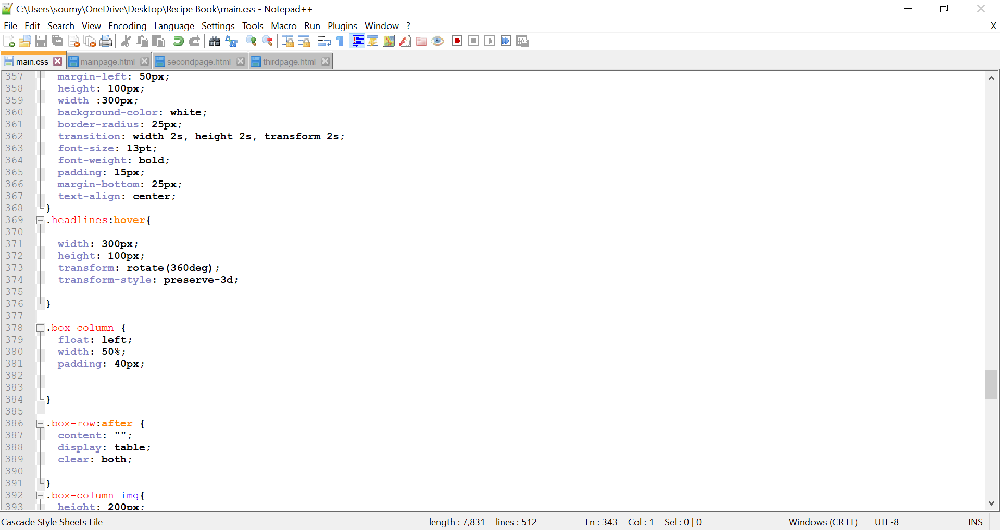 C:\Users\soumy\OneDrive\Desktop\Recipe Book\main.css - Notepad++
File Edit Search View Encoding Language Settings Tools Macro Run Plugins Window ? X
main.css mainpage.html secondpage.html thirdpage.html
357 margin-left: 50px;
358 height: 100px;
359 width :300px;
360 background-color: white;
361 border-radius: 25px;
362 transition: width 2s, height 2s, transform 2s;
363 font-size: 13pt;
364 font-weight: bold;
365 padding: 15px;
366 margin-bottom: 25px;
367 text-align: center;
368 }
369 .headlines:hover{
370
371 width: 300px;
372 height: 100px;
373 transform: rotate(360deg);
374 transform-style: preserve-3d;
375
376 }
377
378 .box-column {
379 float: left;
380 width: 50%;
381 padding: 40px;
382
383
384 }
385
386 .box-row:after {
387 content: "";
388 display: table;
389 clear: both;
390
391 }
392 .box-column img{
393 height: 200px;
Cascade Style Sheets File length : 7,831 lines : 512 Ln : 343 Col : 1 Sel : 0 | 0 Windows (CR LF) UTF-8 INS